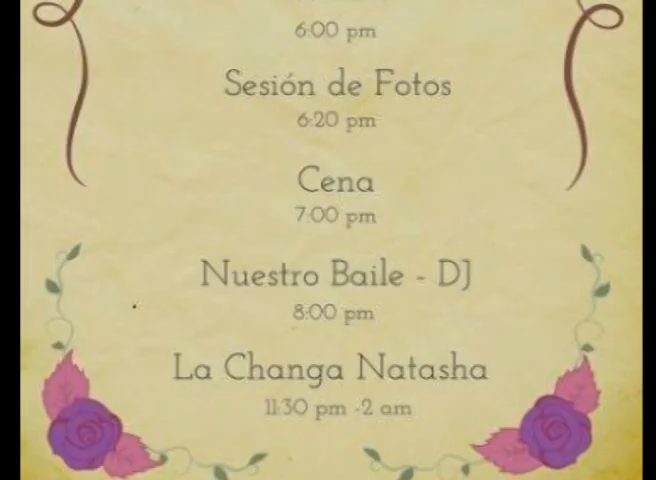 6:00 pm
Sesión de Fotos
6:20 pm
Cena
7:00 pm
Nuestro Baile - DJ
8:00 pm
La Changa Natasha
11:30 pm -2 am